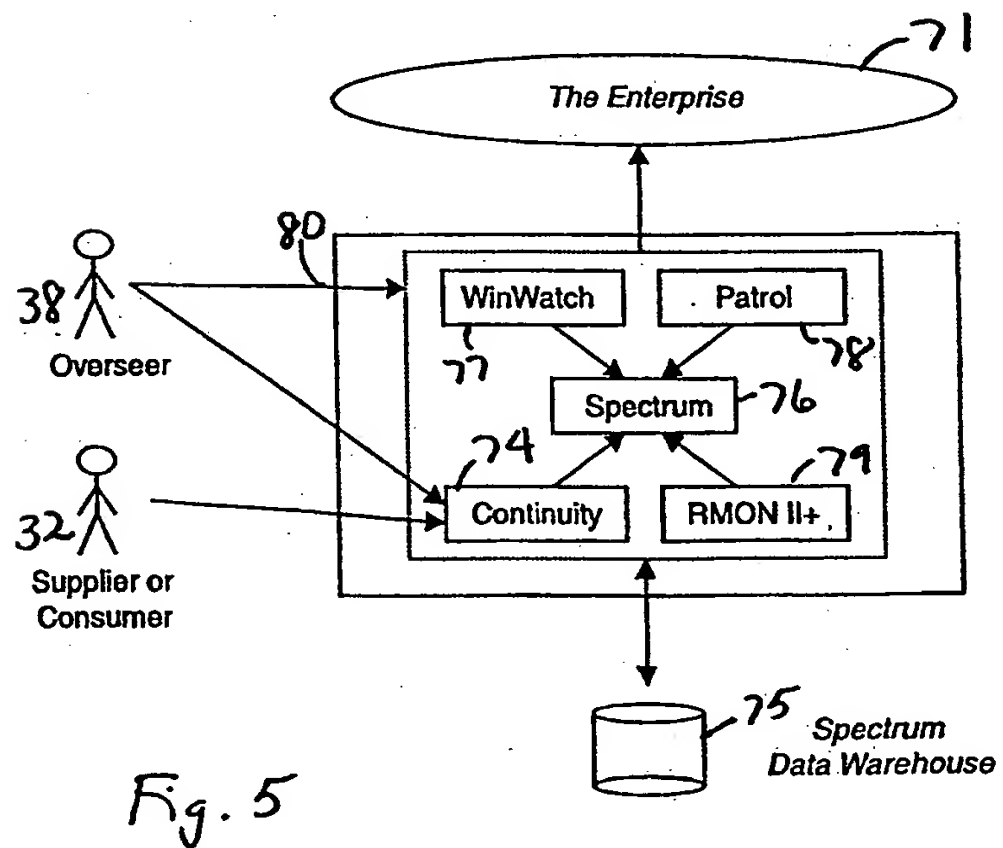 71
The Enterprise
80
38
Overseer
WinWatch
77
Patrol
78
Spectrum
76
74
Continuity
79
RMON II+
32
Supplier or
Consumer
75
Spectrum
Data Warehouse
Fig. 5